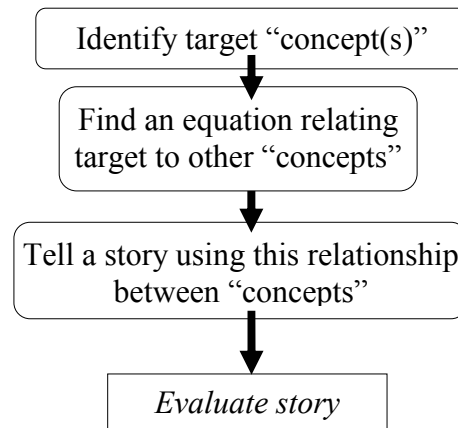 Identify target “concept(s)”
Find an equation relating
target to other “concepts”
Tell a story using this relationship
between “concepts”
Evaluate story